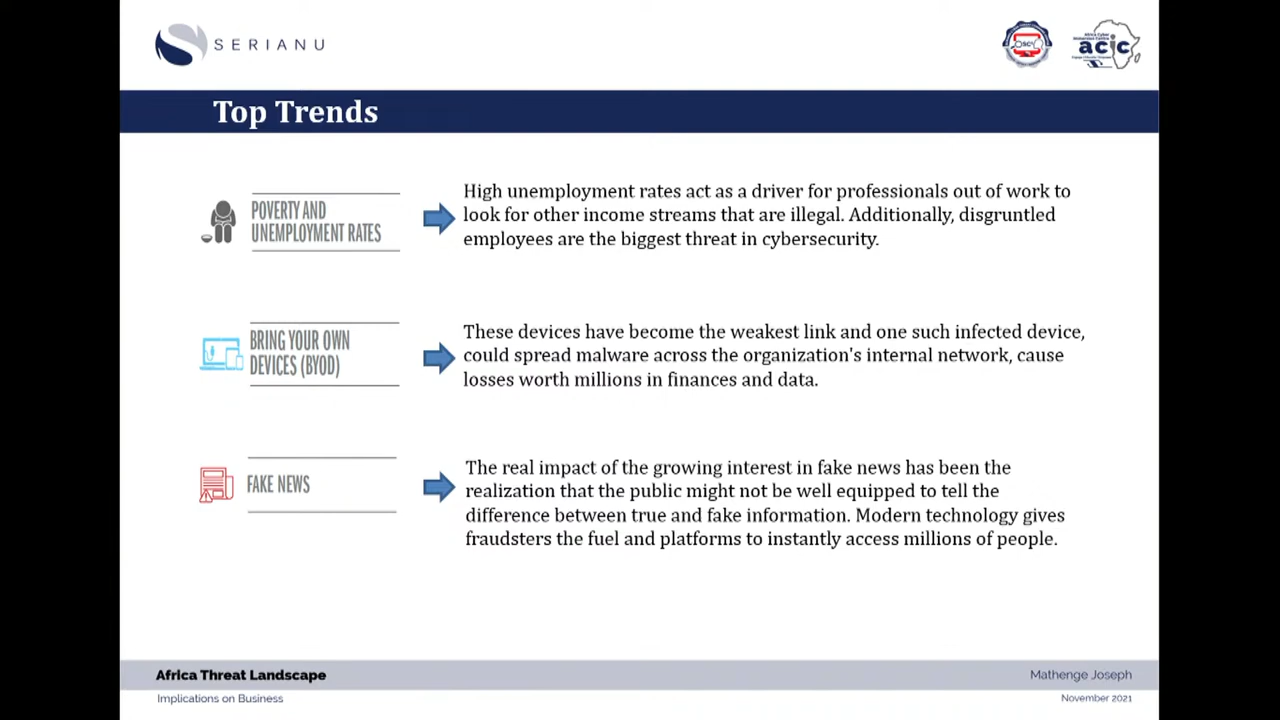 SERIANU
acic
Top Trends
POVERTY AND
UNEMPLOYMENT RATES
High unemployment rates act as a driver for professionals out of work to
look for other income streams that are illegal. Additionally, disgruntled
employees are the biggest threat in cybersecurity.
BRING YOUR OWN
DEVICES (BYOD)
These devices have become the weakest link and one such infected device,
could spread malware across the organization's internal network, cause
losses worth millions in finances and data.
FAKE NEWS
The real impact of the growing interest in fake news has been the
realization that the public might not be well equipped to tell the
difference between true and fake information. Modern technology gives
fraudsters the fuel and platforms to instantly access millions of people.
Africa Threat Landscape
Mathenge Joseph
Implications on Business
November 2021